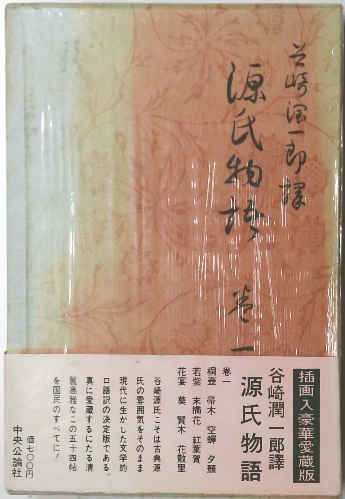 谷崎潤一郎譯
源氏物語 巻一
插画入豪華愛蔵版
谷崎潤一郎譯
源氏物語
巻一
桐壺 帚木 空蝉 夕顔
若紫 末摘花 紅葉賀
花宴 葵 賢木 花散里
谷崎源氏こそは古典源
氏の雰囲気をそのまま
現代に生かした文学的
口語訳の決定版である。
真に愛蔵するにたる清
麗高雅なこの五十四帖
を国民のすべてに!
中央公論社
価七〇〇円